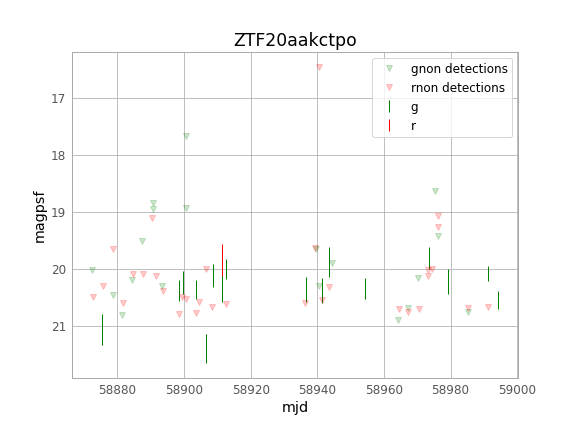 ZTF20aakctpo
gnon detections
rnon detections
g
r
17
18
19
20
21
magpsf
58880
58900
58920
58940
58960
58980
59000
mjd